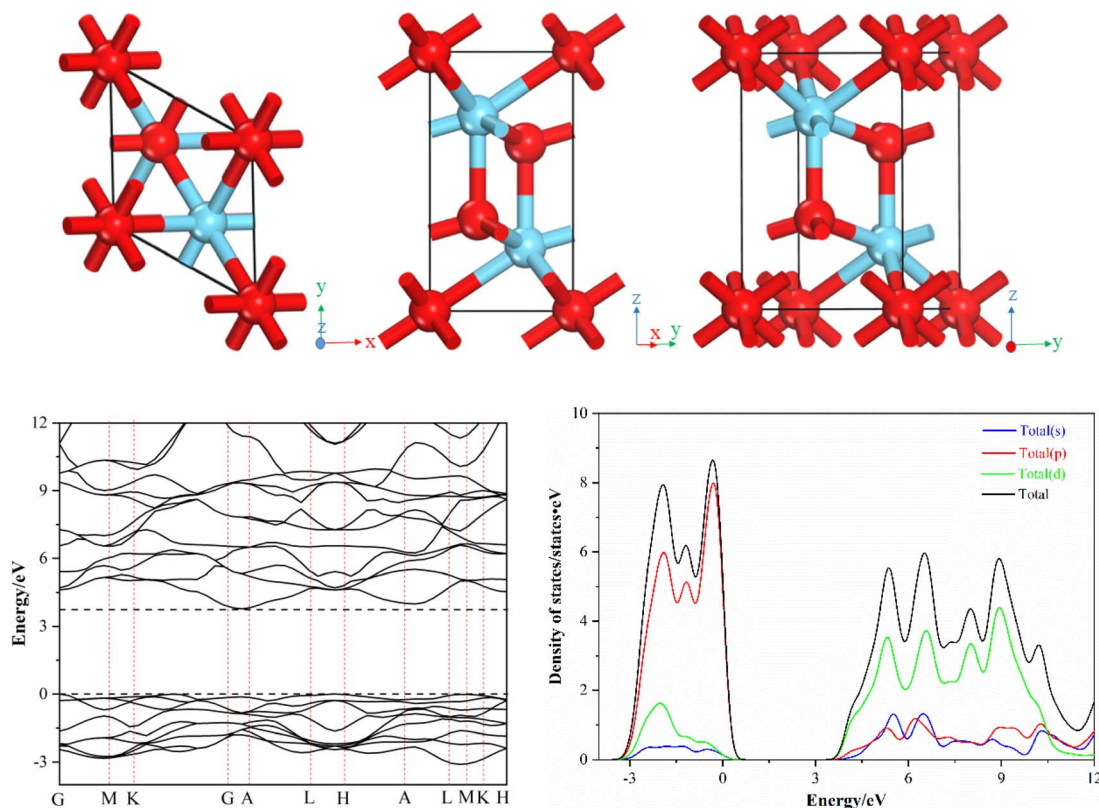 y
z
x
z
x
y
z
y
12
9
6
3
0
-3
Energy/eV
G
M
K
G
A
L
H
A
L
M
K
H
10
8
6
4
2
0
Density of states/states•eV
Total(s)
Total(p)
Total(d)
Total
-3
0
3
6
9
12
Energy/eV